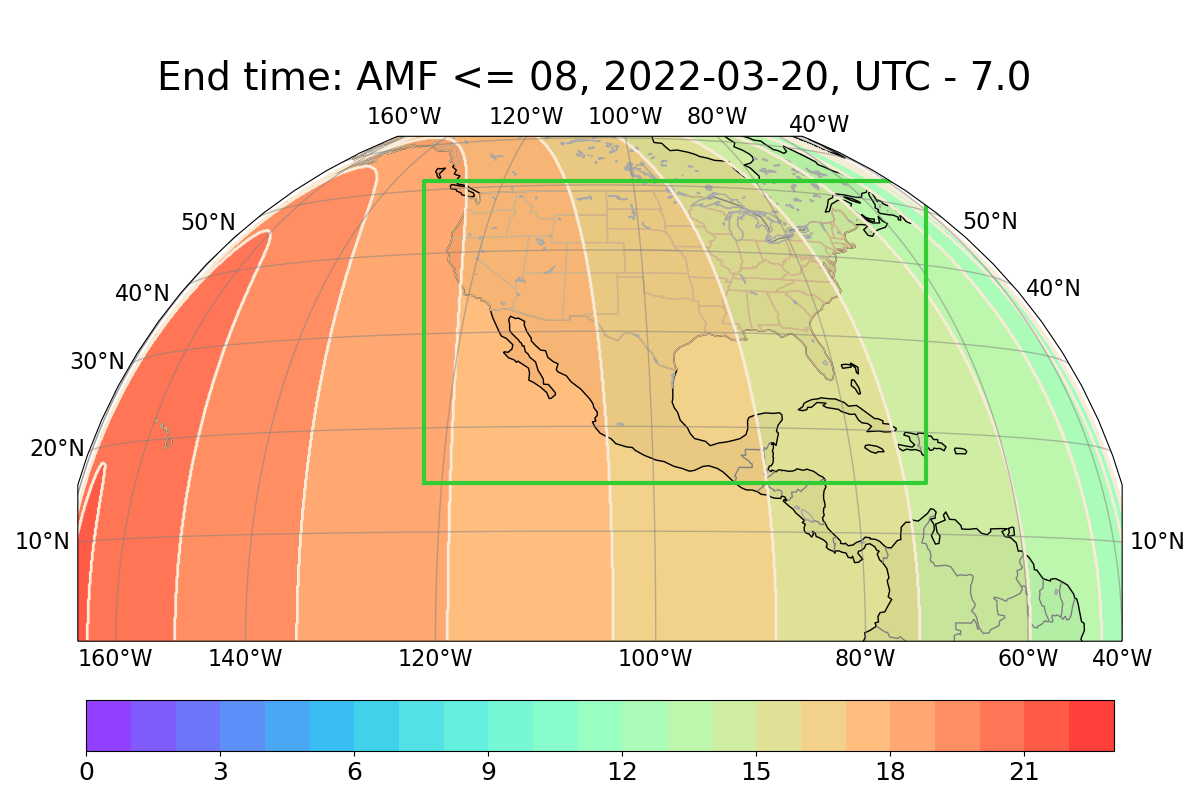 End time: AMF <= 08, 2022-03-20, UTC - 7.0
160°W 120°W 100°W 80°W 40°W
50°N 50°N
40°N 40°N
30°N
20°N
10°N 10°N
160°W 140°W 120°W 100°W 80°W 60°W 40°W
0 3 6 9 12 15 18 21